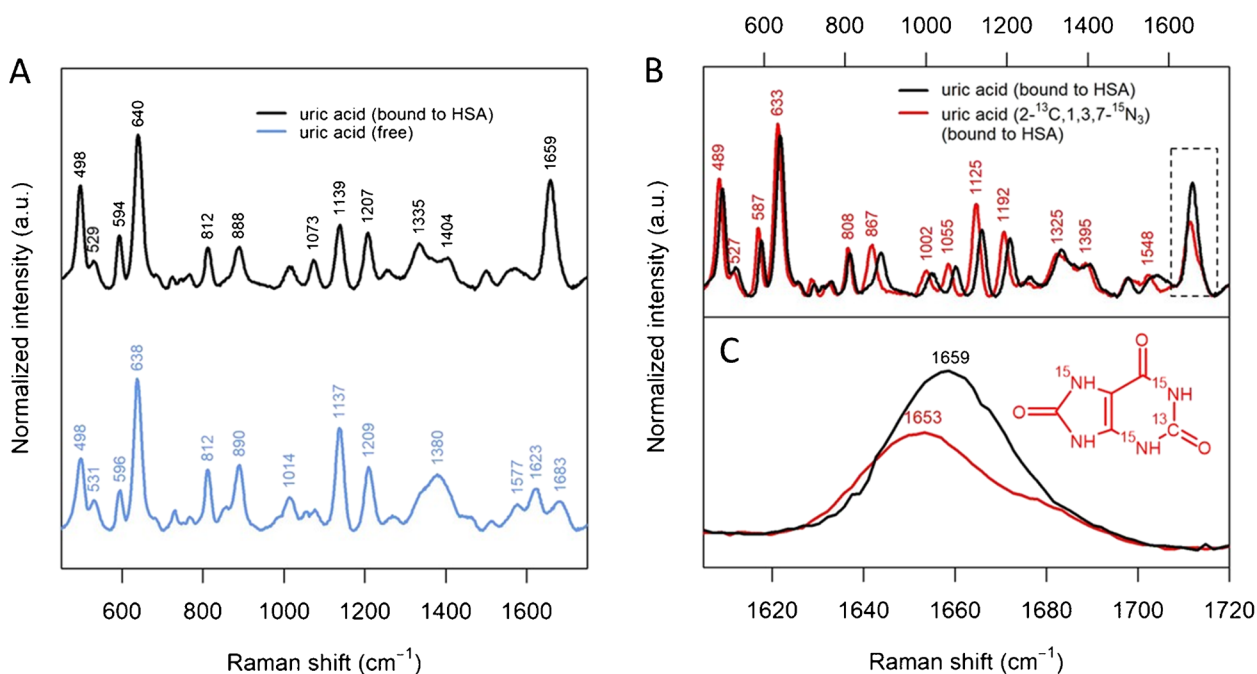 A
Normalized intensity (a.u.)
uric acid (bound to HSA)
uric acid (free)
498
529
594
640
812
888
1073
1139
1207
1335
1404
1659
498
531
596
638
812
890
1014
1137
1209
1380
1577
1623
1683
600 800 1000 1200 1400 1600
Raman shift (cm⁻¹)
B
600 800 1000 1200 1400 1600
Normalized intensity (a.u.)
uric acid (bound to HSA)
uric acid (2-¹³C,1,3,7-¹⁵N₃)
(bound to HSA)
489
527
587
633
808
867
1002
1055
1125
1192
1325
1395
1548
C
1659
1653
O
¹⁵NH
¹⁵NH
O
¹³C
O
NH
¹⁵NH
1620 1640 1660 1680 1700 1720
Raman shift (cm⁻¹)